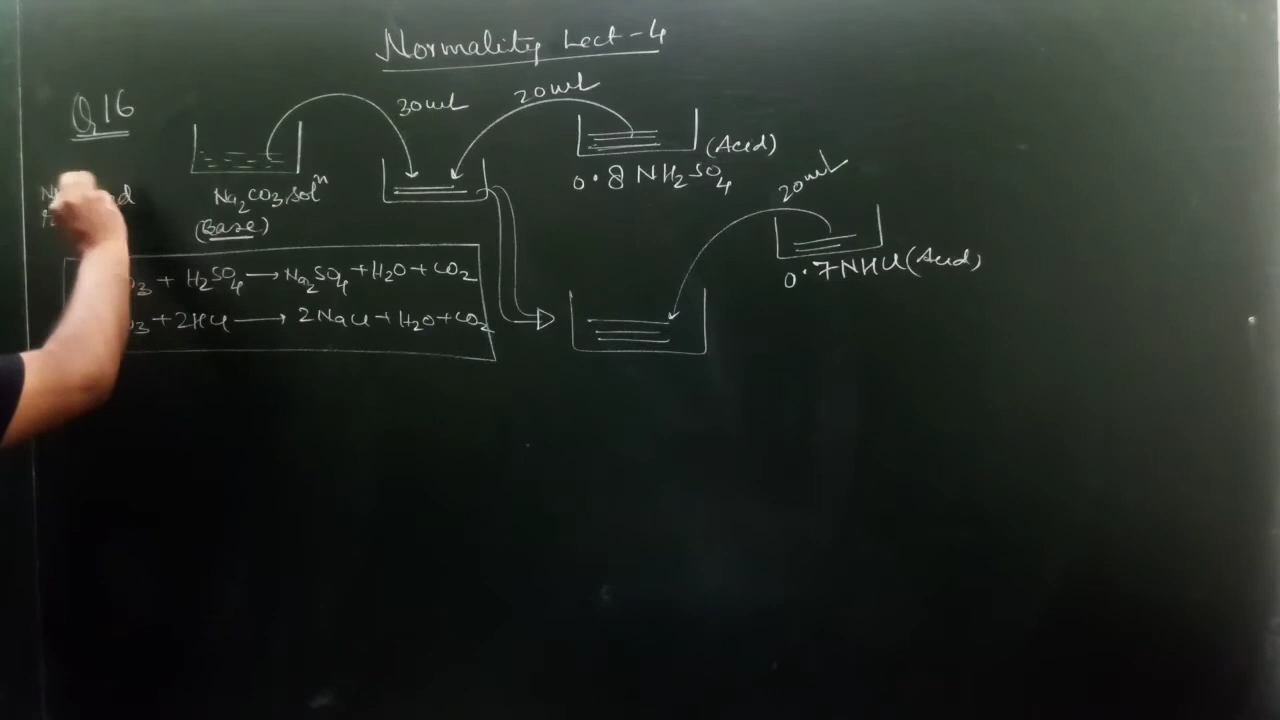 Normality Lect-4
Q 16
30ml
20ml
(Acid)
0.8 N H2SO4
Na2CO3 solⁿ
(Base)
20ml
0.7 N HCl (Acid)
+ H2SO4 → Na2SO4 + H2O + CO2
+ 2HCl → 2NaCl + H2O + CO2